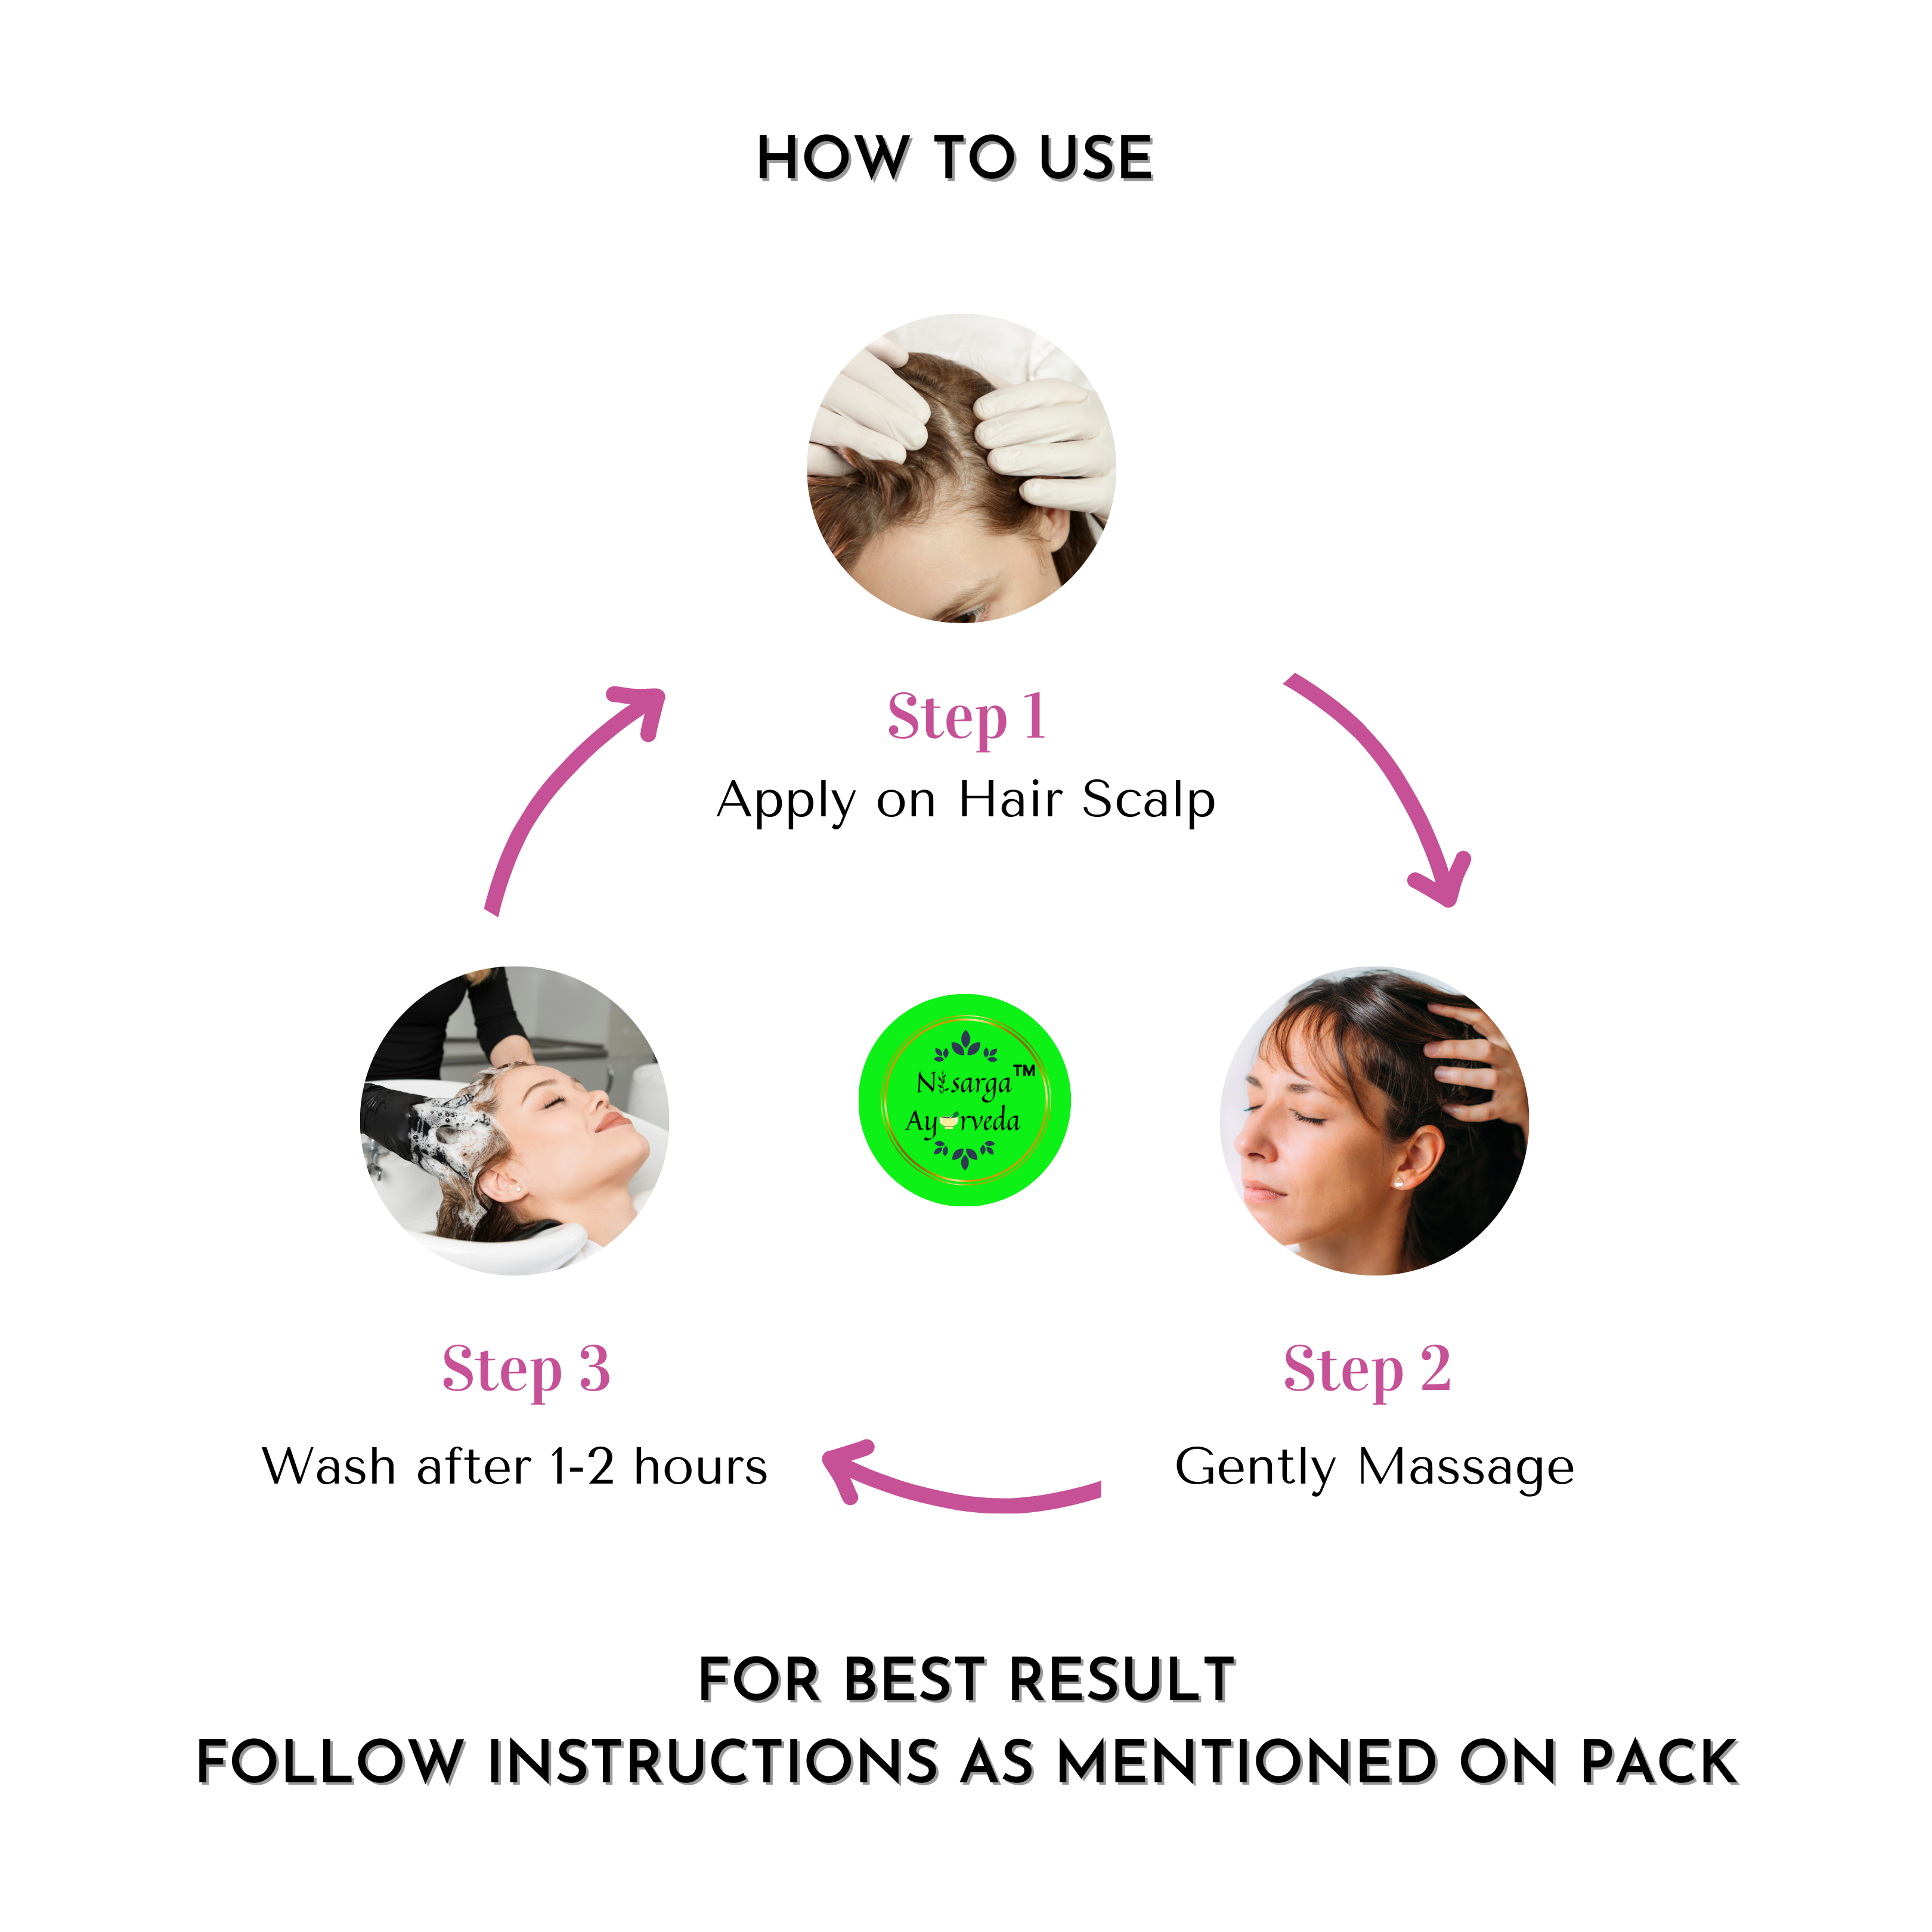 HOW TO USE
Step 1
Apply on Hair Scalp
Nisarga™
Ayurveda
Step 3
Wash after 1-2 hours
Step 2
Gently Massage
FOR BEST RESULT
FOLLOW INSTRUCTIONS AS MENTIONED ON PACK